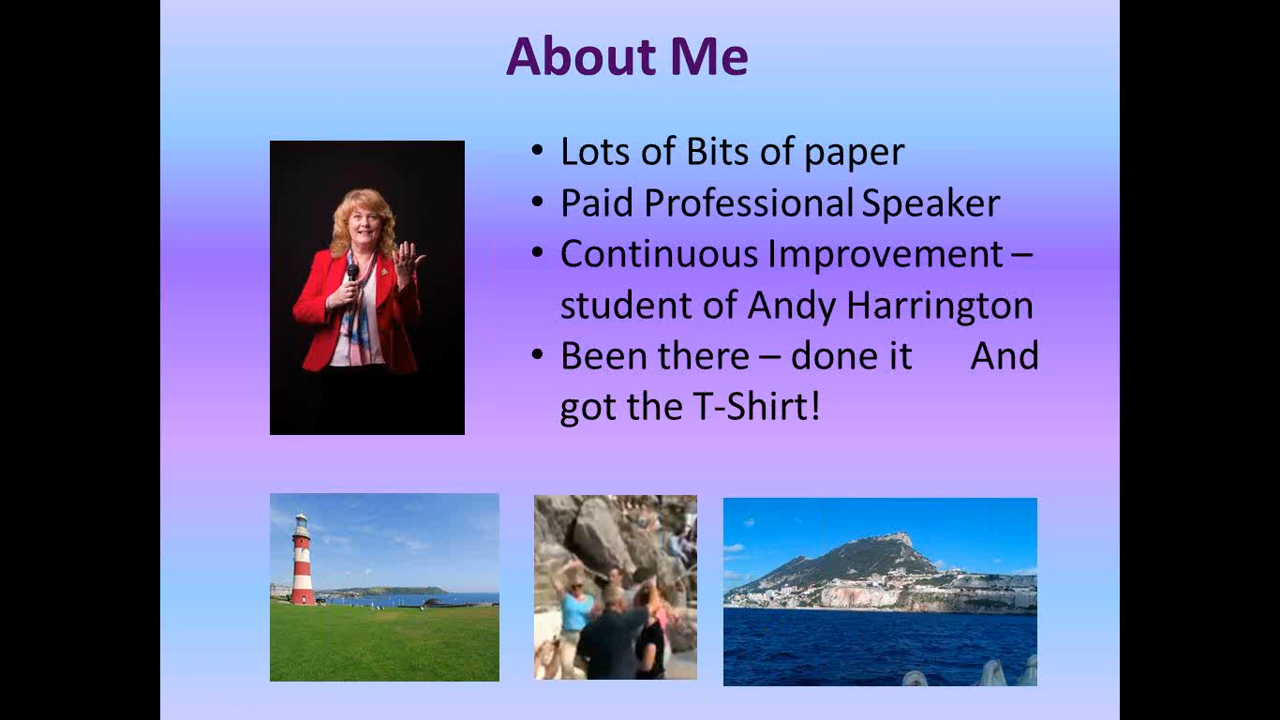 About Me
• Lots of Bits of paper
• Paid Professional Speaker
• Continuous Improvement –
student of Andy Harrington
• Been there – done it And
got the T-Shirt!